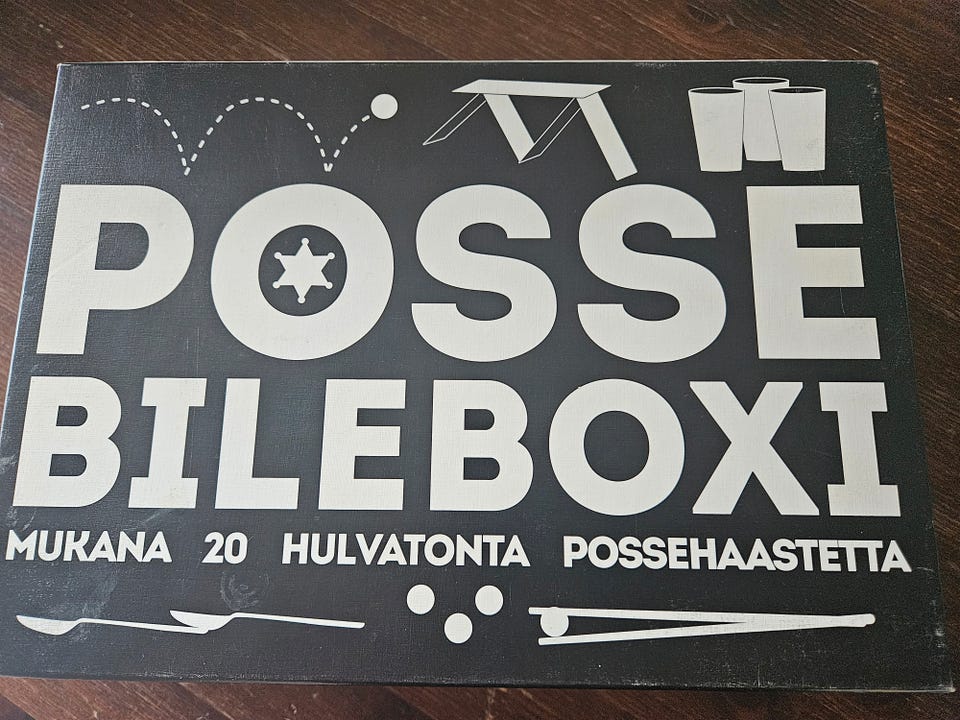 POSSE
BILEBOXI
MUKANA 20 HULVATONTA POSSEHAASTETTA